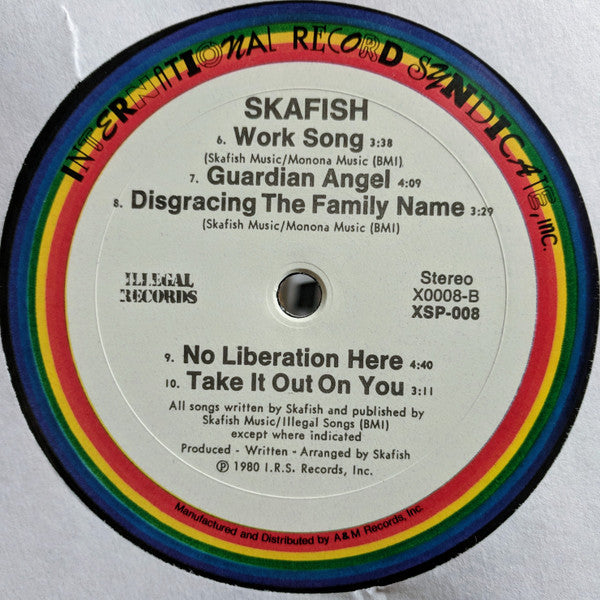 INTERNATIONAL RECORD SYNDICATE, INC.
SKAFISH
6. Work Song 3:38
(Skafish Music/Monona Music (BMI)
7. Guardian Angel 4:09
8. Disgracing The Family Name 3:29
(Skafish Music/Monona Music (BMI)
ILLEGAL
RECORDS
Stereo
X0008-B
XSP-008
9. No Liberation Here 4:40
10. Take It Out On You 3:11
All songs written by Skafish and published by
Skafish Music/Illegal Songs (BMI)
except where indicated
Produced - Written - Arranged by Skafish
℗ 1980 I.R.S. Records, Inc.
Manufactured and Distributed by A&M Records, Inc.